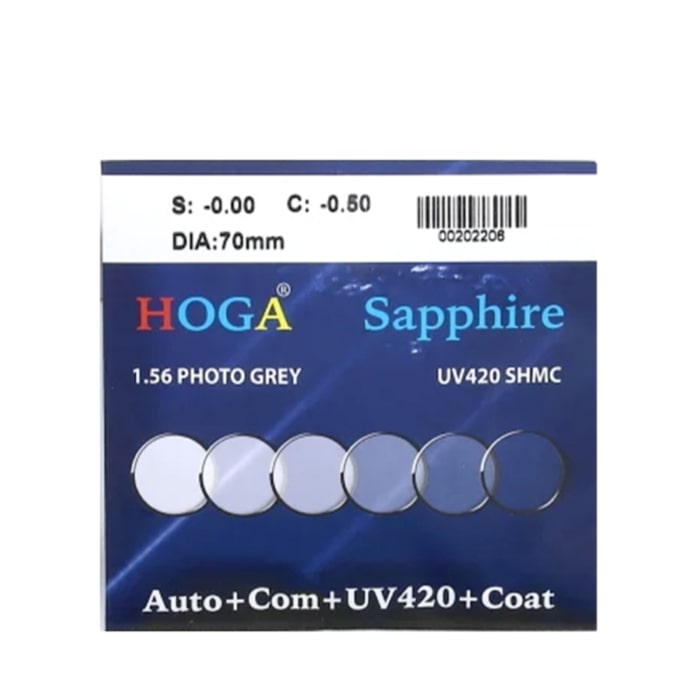 S: -0.00 C: -0.50
DIA:70mm
00202206
HOGA® Sapphire
1.56 PHOTO GREY UV420 SHMC
Auto+Com+UV420+Coat